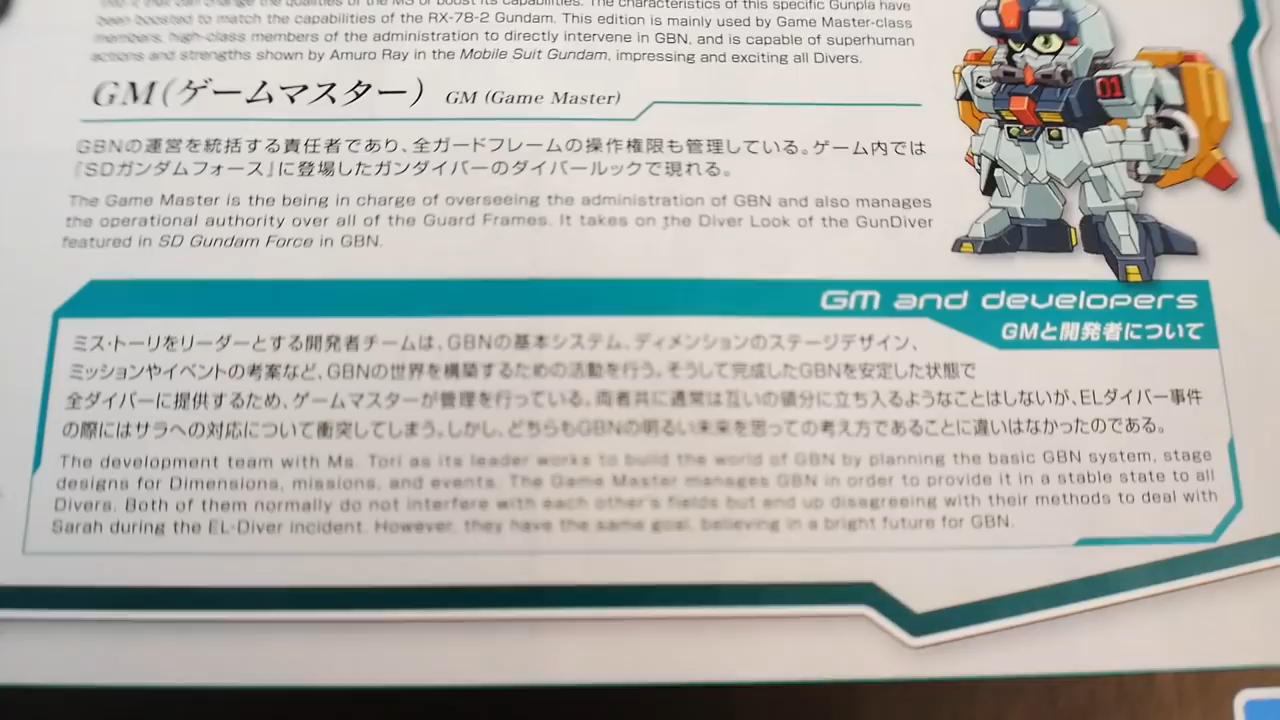 that can change the qualities of the MS or boost its capabilities. The characteristics of this specific Gunpla have
been boosted to match the capabilities of the RX-78-2 Gundam. This edition is mainly used by Game Master-class
members, high-class members of the administration to directly intervene in GBN, and is capable of superhuman
actions and strengths shown by Amuro Ray in the Mobile Suit Gundam, impressing and exciting all Divers.
GM(ゲームマスター) GM (Game Master)
GBNの運営を統括する責任者であり、全ガードフレームの操作権限も管理している。ゲーム内では
『SDガンダムフォース』に登場したガンダイバーのダイバールックで現れる。
The Game Master is the being in charge of overseeing the administration of GBN and also manages
the operational authority over all of the Guard Frames. It takes on the Diver Look of the GunDiver
featured in SD Gundam Force in GBN.
01
GM and developers
GMと開発者について
ミス・トーリをリーダーとする開発者チームは、GBNの基本システム、ディメンションのステージデザイン、
ミッションやイベントの考案など、GBNの世界を構築するための活動を行う。そうして完成したGBNを安定した状態で
全ダイバーに提供するため、ゲームマスターが管理を行っている。両者共に通常は互いの領分に立ち入るようなことはしないが、ELダイバー事件
の際にはサラへの対応について衝突してしまう。しかし、どちらもGBNの明るい未来を思っての考え方であることに違いはなかったのである。
The development team with Ms. Tori as its leader works to build the world of GBN by planning the basic GBN system, stage
designs for Dimensions, missions, and events. The Game Master manages GBN in order to provide it in a stable state to all
Divers. Both of them normally do not interfere with each other's fields but end up disagreeing with their methods to deal with
Sarah during the EL-Diver incident. However, they have the same goal, believing in a bright future for GBN.